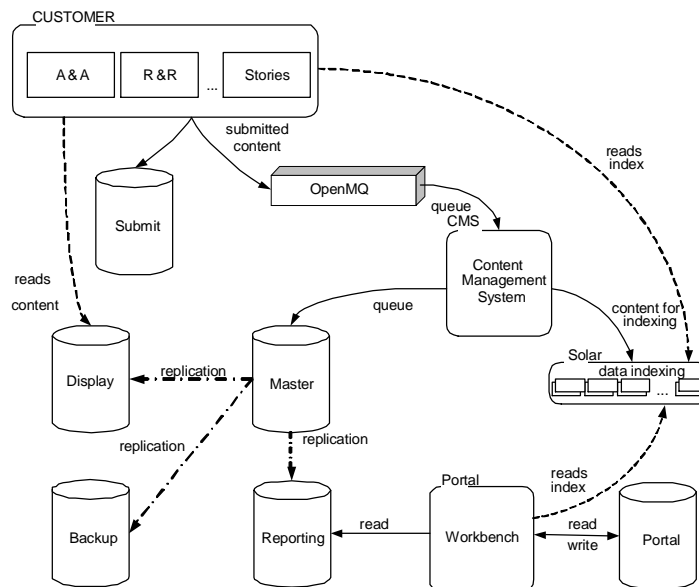 CUSTOMER
A & A
R & R
...
Stories
submitted
content
reads
index
OpenMQ
queue
CMS
Submit
Content
Management
System
reads
content
queue
content for
indexing
Solar
data indexing
...
Display
replication
Master
replication
replication
Portal
reads
index
Backup
Reporting
read
Workbench
read
write
Portal